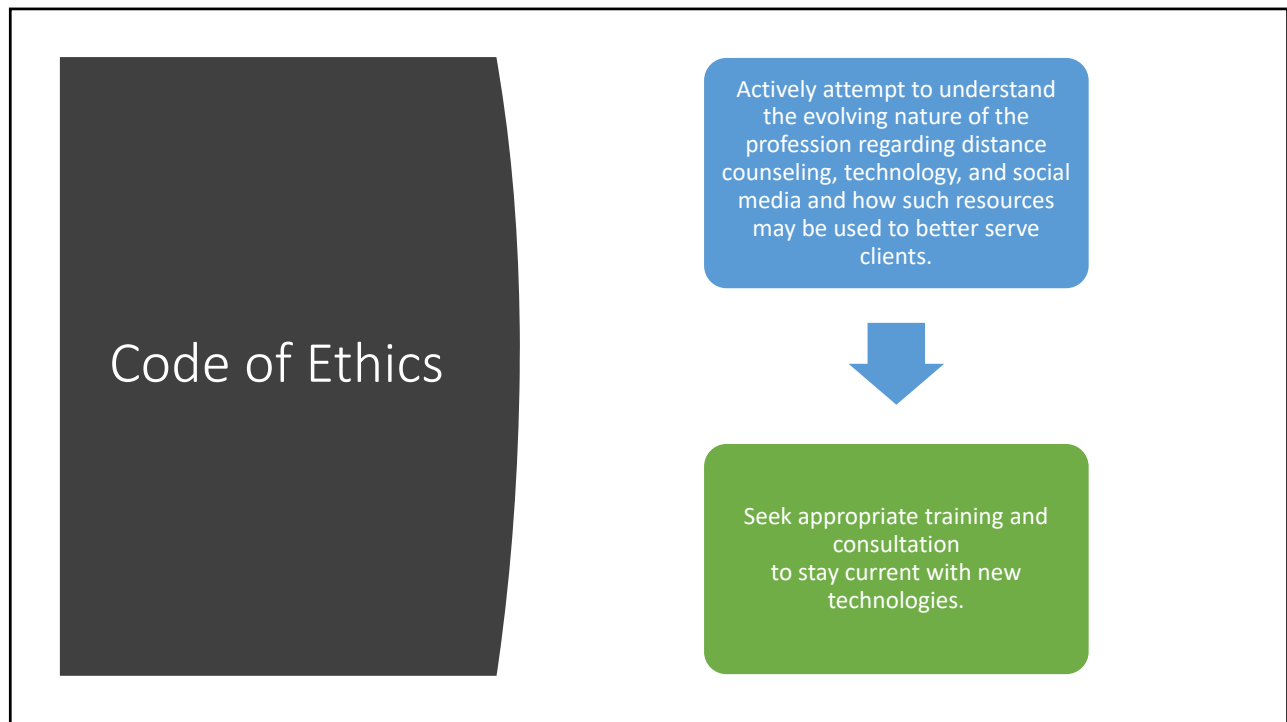 Code of Ethics
Actively attempt to understand
the evolving nature of the
profession regarding distance
counseling, technology, and social
media and how such resources
may be used to better serve
clients.
Seek appropriate training and
consultation
to stay current with new
technologies.